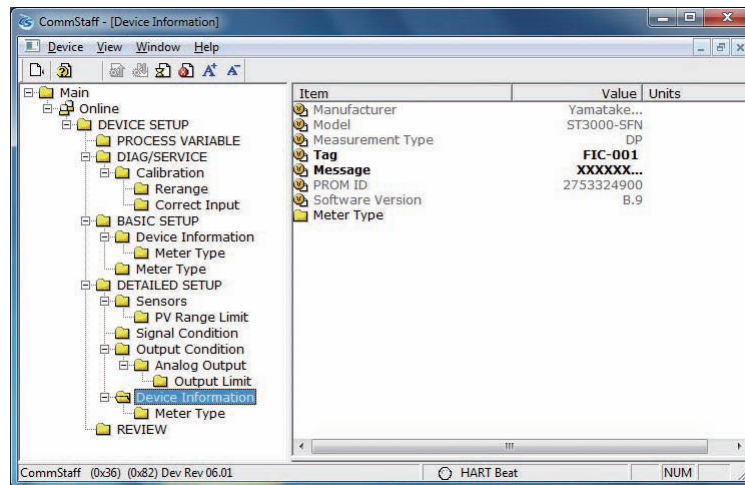 CommStaff - [Device Information]
Device View Window Help
Main
Online
DEVICE SETUP
PROCESS VARIABLE
DIAG/SERVICE
Calibration
Rerange
Correct Input
BASIC SETUP
Device Information
Meter Type
Meter Type
DETAILED SETUP
Sensors
PV Range Limit
Signal Condition
Output Condition
Analog Output
Output Limit
Device Information
Meter Type
REVIEW
Item Value Units
Manufacturer Yamatake...
Model ST3000-SFN
Measurement Type DP
Tag FIC-001
Message XXXXXX...
PROM ID 2753324900
Software Version B.9
Meter Type
CommStaff (0x36) (0x82) Dev Rev 06.01 HART Beat NUM